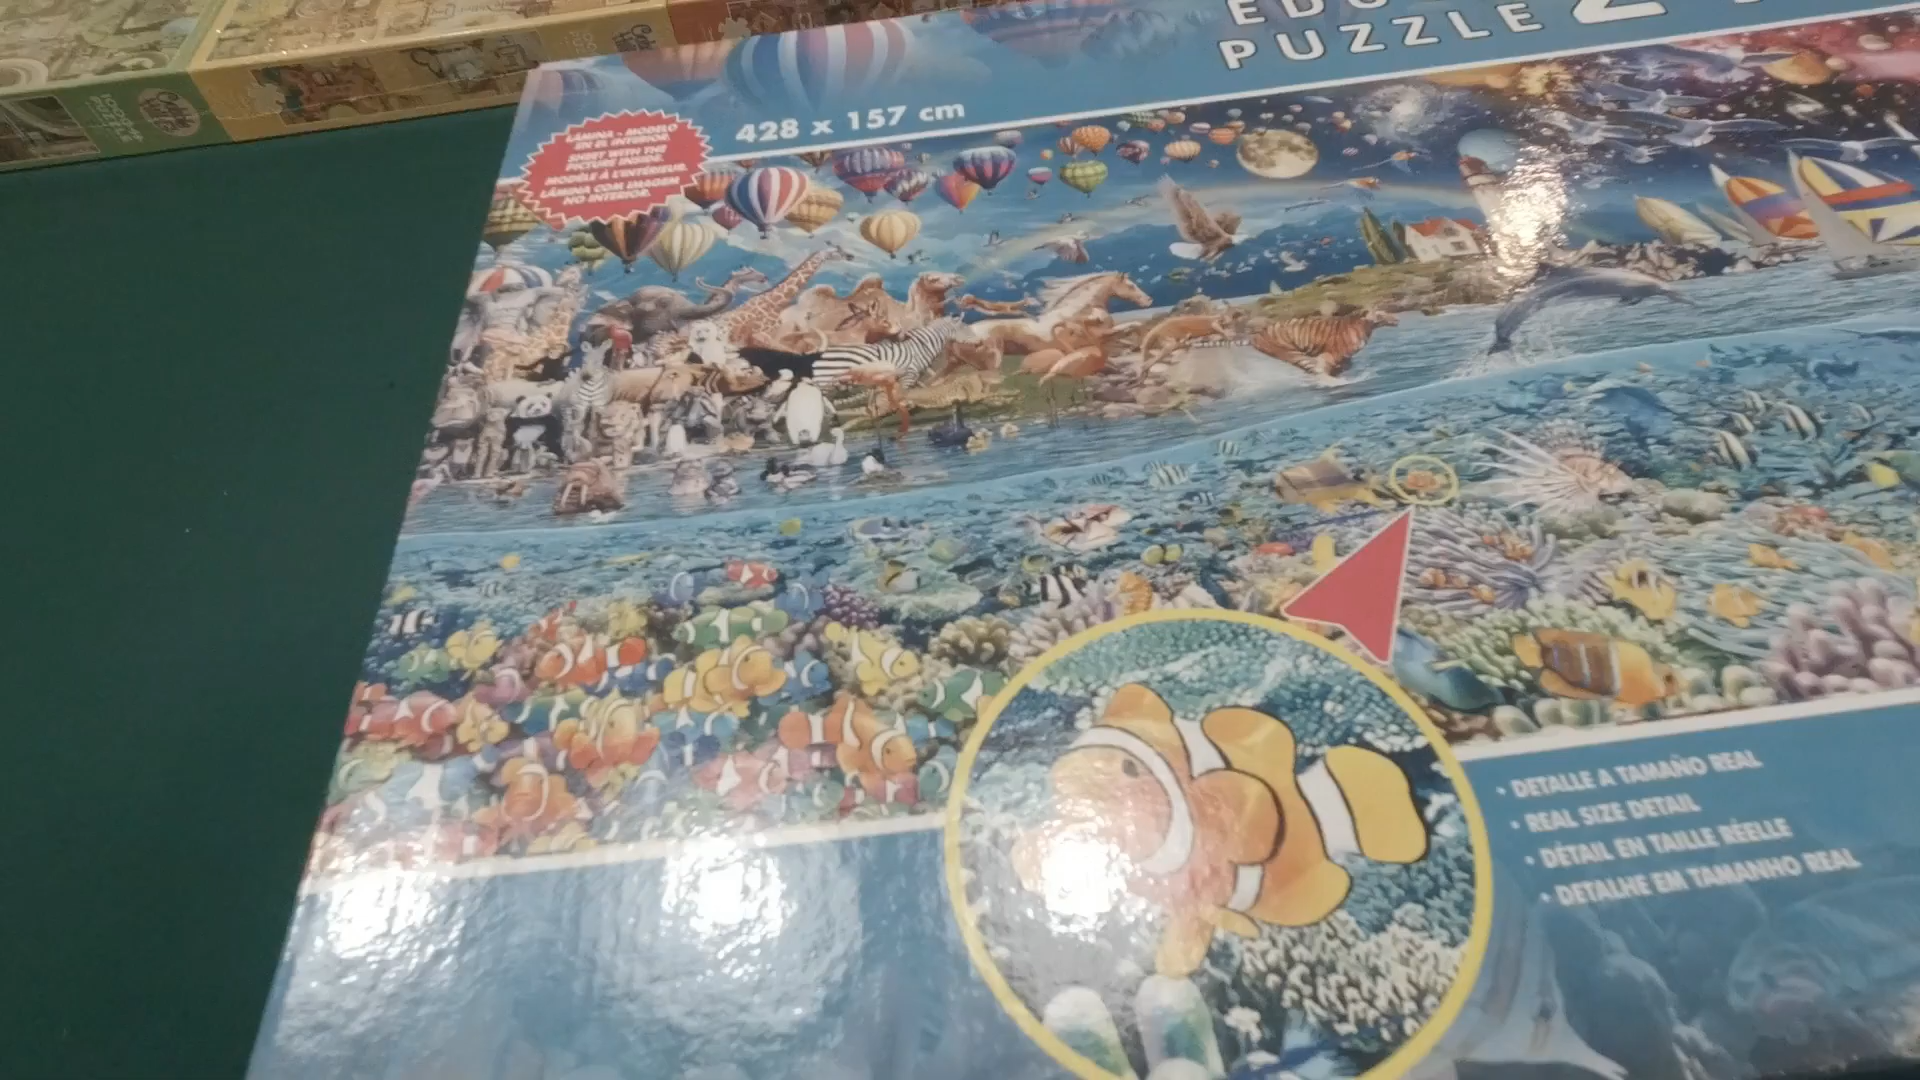 PUZZLE
428 x 157 cm
LÁMINA - MODELO
EN EL INTERIOR.
SHEET WITH THE
PICTURE INSIDE.
MODÈLE À L'INTÉRIEUR.
LÂMINA COM IMAGEM
NO INTERIOR.
• DETALLE A TAMAÑO REAL
• REAL SIZE DETAIL
• DÉTAIL EN TAILLE RÉELLE
• DETALHE EM TAMANHO REAL
PUZZLE